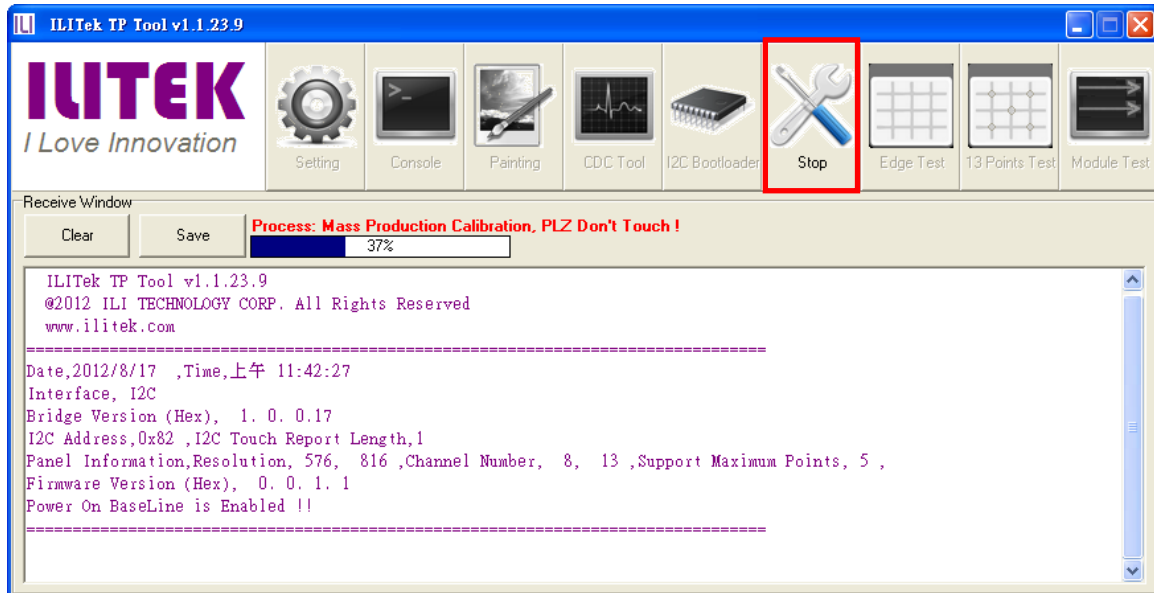 ILITek TP Tool v1.1.23.9
ILITEK
I Love Innovation
Setting
Console
Painting
CDC Tool
I2C Bootloader
Stop
Edge Test
13 Points Test
Module Test
Receive Window
Clear
Save
Process: Mass Production Calibration, PLZ Don't Touch !
37%
ILITek TP Tool v1.1.23.9
@2012 ILI TECHNOLOGY CORP. All Rights Reserved
www.ilitek.com
================================================================================
Date,2012/8/17 ,Time,上午 11:42:27
Interface, I2C
Bridge Version (Hex), 1. 0. 0.17
I2C Address,0x82 ,I2C Touch Report Length,1
Panel Information,Resolution, 576, 816 ,Channel Number, 8, 13 ,Support Maximum Points, 5 ,
Firmware Version (Hex), 0. 0. 1. 1
Power On BaseLine is Enabled !!
================================================================================